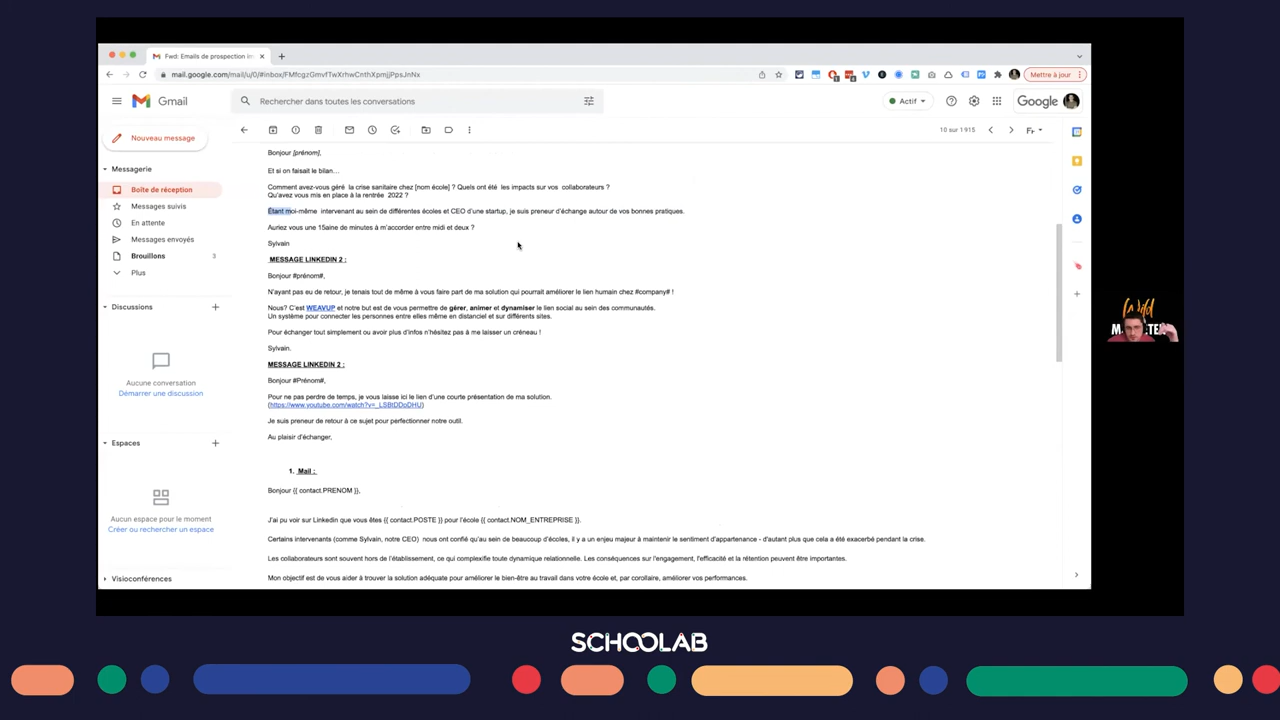 Fwd: Emails de prospection im
mail.google.com/mail/u/0/#inbox/FMfcgzGmvfTwXrhwCnthXpmjjPpsJnNx
Mettre à jour
Gmail
Rechercher dans toutes les conversations
Actif
Google
Nouveau message
10 sur 1 915
Fr
Messagerie
Boîte de réception
Messages suivis
En attente
Messages envoyés
Brouillons 3
Plus
Discussions
Aucune conversation
Démarrer une discussion
Espaces
Aucun espace pour le moment
Créer ou rechercher un espace
Visioconférences
Bonjour [prénom],
Et si on faisait le bilan…
Comment avez-vous géré la crise sanitaire chez [nom école] ? Quels ont été les impacts sur vos collaborateurs ?
Qu'avez vous mis en place à la rentrée 2022 ?
Étant moi-même intervenant au sein de différentes écoles et CEO d'une startup, je suis preneur d'échange autour de vos bonnes pratiques.
Auriez vous une 15aine de minutes à m'accorder entre midi et deux ?
Sylvain
MESSAGE LINKEDIN 2 :
Bonjour #prénom#,
N'ayant pas eu de retour, je tenais tout de même à vous faire part de ma solution qui pourrait améliorer le lien humain chez #company# !
Nous? C'est WEAVUP et notre but est de vous permettre de gérer, animer et dynamiser le lien social au sein des communautés.
Un système pour connecter les personnes entre elles même en distanciel et sur différents sites.
Pour échanger tout simplement ou avoir plus d'infos n'hésitez pas à me laisser un créneau !
Sylvain.
MESSAGE LINKEDIN 2 :
Bonjour #Prénom#,
Pour ne pas perdre de temps, je vous laisse ici le lien d'une courte présentation de ma solution.
(https://www.youtube.com/watch?v=_LSBtDDoDHU)
Je suis preneur de retour à ce sujet pour perfectionner notre outil.
Au plaisir d'échanger,
1. Mail :
Bonjour {{ contact.PRENOM }},
J'ai pu voir sur Linkedin que vous êtes {{ contact.POSTE }} pour l'école {{ contact.NOM_ENTREPRISE }}.
Certains intervenants (comme Sylvain, notre CEO) nous ont confié qu'au sein de beaucoup d'écoles, il y a un enjeu majeur à maintenir le sentiment d'appartenance - d'autant plus que cela a été exacerbé pendant la crise.
Les collaborateurs sont souvent hors de l'établissement, ce qui complexifie toute dynamique relationnelle. Les conséquences sur l'engagement, l'efficacité et la rétention peuvent être importantes.
Mon objectif est de vous aider à trouver la solution adéquate pour améliorer le bien-être au travail dans votre école et, par corollaire, améliorer vos performances.
SCHOOLAB